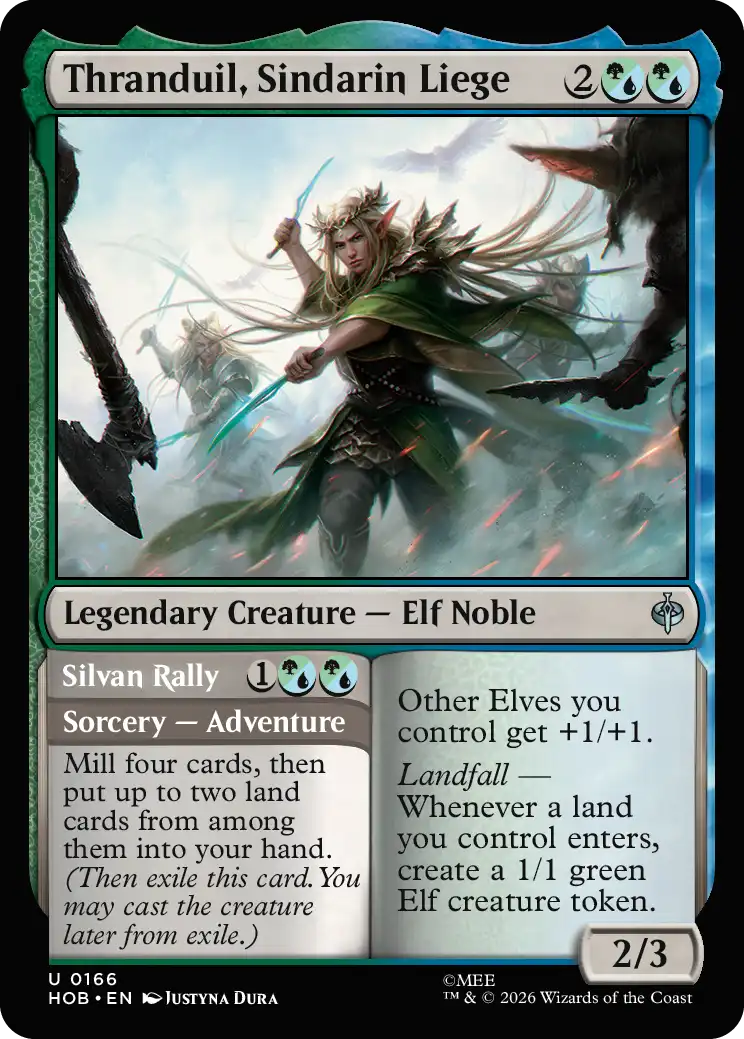 Thranduil, Sindarin Liege 2
Legendary Creature — Elf Noble
Silvan Rally 1
Sorcery — Adventure
Mill four cards, then
put up to two land
cards from among
them into your hand.
(Then exile this card. You
may cast the creature
later from exile.)
Other Elves you
control get +1/+1.
Landfall —
Whenever a land
you control enters,
create a 1/1 green
Elf creature token.
2/3
U 0166
HOB • EN Justyna Dura
©MEE
™ & © 2026 Wizards of the Coast